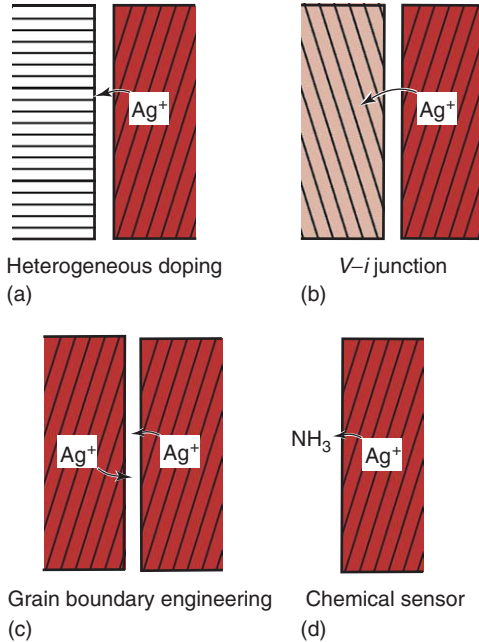 Ag⁺
Ag⁺
Heterogeneous doping
(a)
V–i junction
(b)
Ag⁺
Ag⁺
NH₃
Ag⁺
Grain boundary engineering
(c)
Chemical sensor
(d)